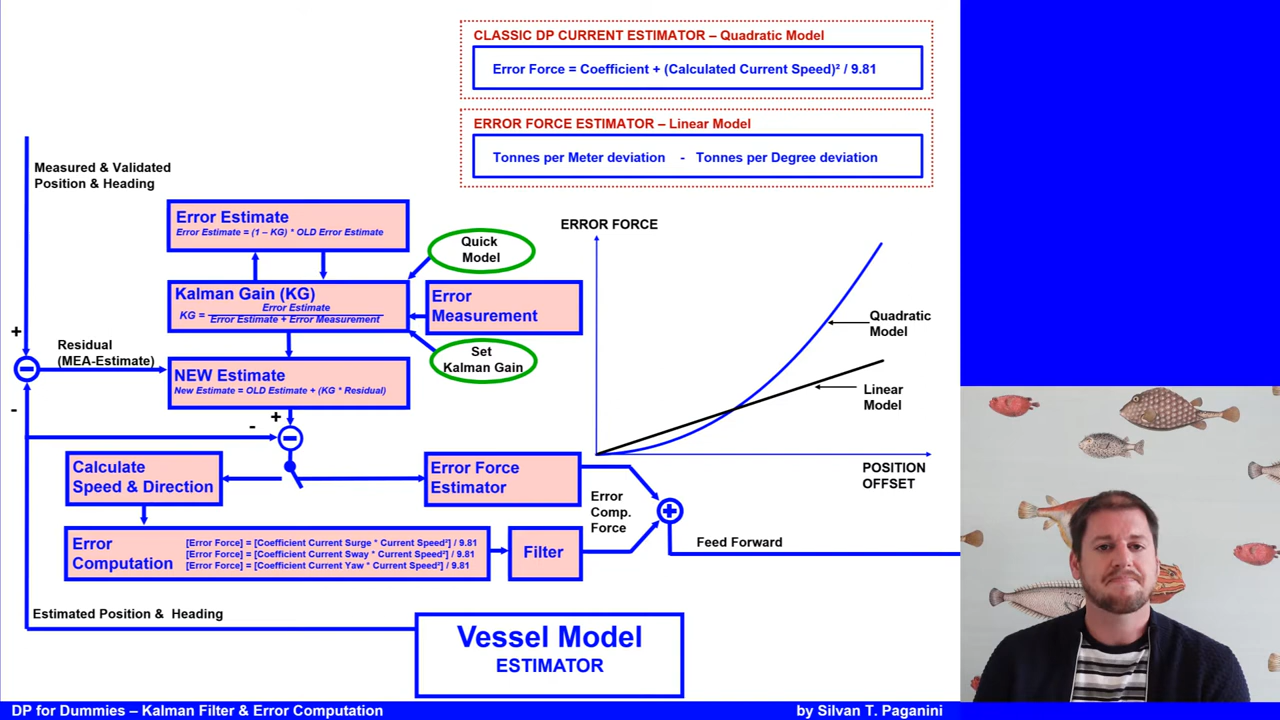 CLASSIC DP CURRENT ESTIMATOR – Quadratic Model
Error Force = Coefficient + (Calculated Current Speed)² / 9.81
ERROR FORCE ESTIMATOR – Linear Model
Tonnes per Meter deviation - Tonnes per Degree deviation
Measured & Validated
Position & Heading
Error Estimate
Error Estimate = (1 – KG) * OLD Error Estimate
Quick
Model
Kalman Gain (KG)
KG = Error Estimate
Error Estimate + Error Measurement
Error
Measurement
Set
Kalman Gain
+
Residual
(MEA-Estimate)
-
NEW Estimate
New Estimate = OLD Estimate + (KG * Residual)
+
-
Calculate
Speed & Direction
Error Force
Estimator
Error
Computation
[Error Force] = [Coefficient Current Surge * Current Speed²] / 9.81
[Error Force] = [Coefficient Current Sway * Current Speed²] / 9.81
[Error Force] = [Coefficient Current Yaw * Current Speed²] / 9.81
Filter
Error
Comp.
Force
+
Feed Forward
ERROR FORCE
Quadratic
Model
Linear
Model
POSITION
OFFSET
Estimated Position & Heading
Vessel Model
ESTIMATOR
DP for Dummies – Kalman Filter & Error Computation
by Silvan T. Paganini